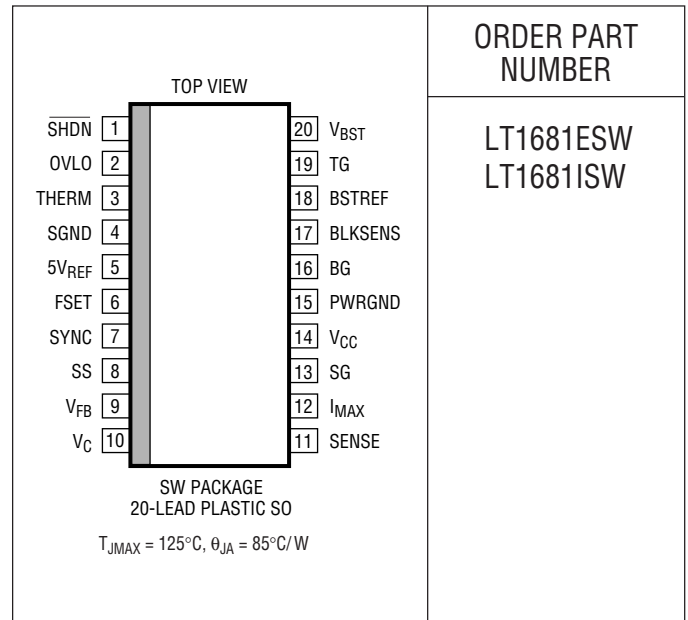 TOP VIEW
SHDN 1
OVLO 2
THERM 3
SGND 4
5VREF 5
FSET 6
SYNC 7
SS 8
VFB 9
VC 10
20 VBST
19 TG
18 BSTREF
17 BLKSENS
16 BG
15 PWRGND
14 VCC
13 SG
12 IMAX
11 SENSE
SW PACKAGE
20-LEAD PLASTIC SO
TJMAX = 125°C, θJA = 85°C/W
ORDER PART
NUMBER
LT1681ESW
LT1681ISW